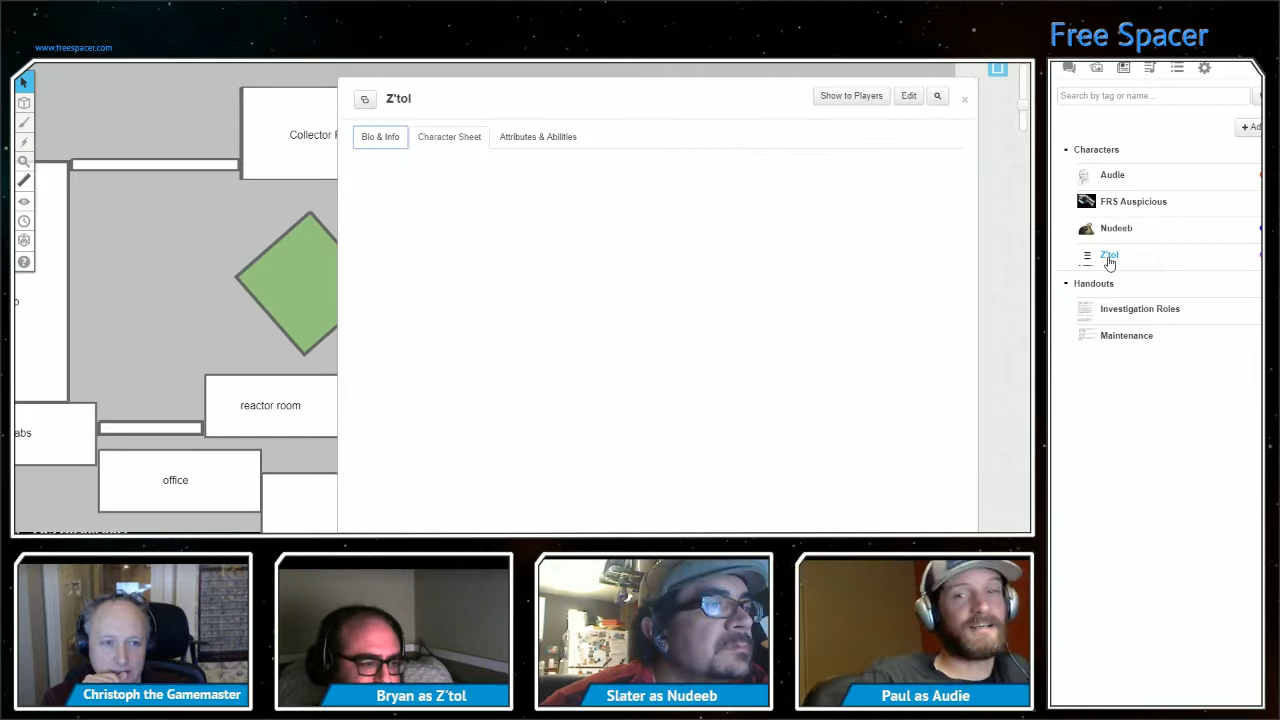 Free Spacer
www.freespacer.com
Z'tol
Show to Players
Edit
Bio & Info
Character Sheet
Attributes & Abilities
Search by tag or name...
+ Ad
Characters
Audie
FRS Auspicious
Nudeeb
Z'tol
Handouts
Investigation Roles
Maintenance
Collector
reactor room
abs
office
Christoph the Gamemaster
Bryan as Z'tol
Slater as Nudeeb
Paul as Audie